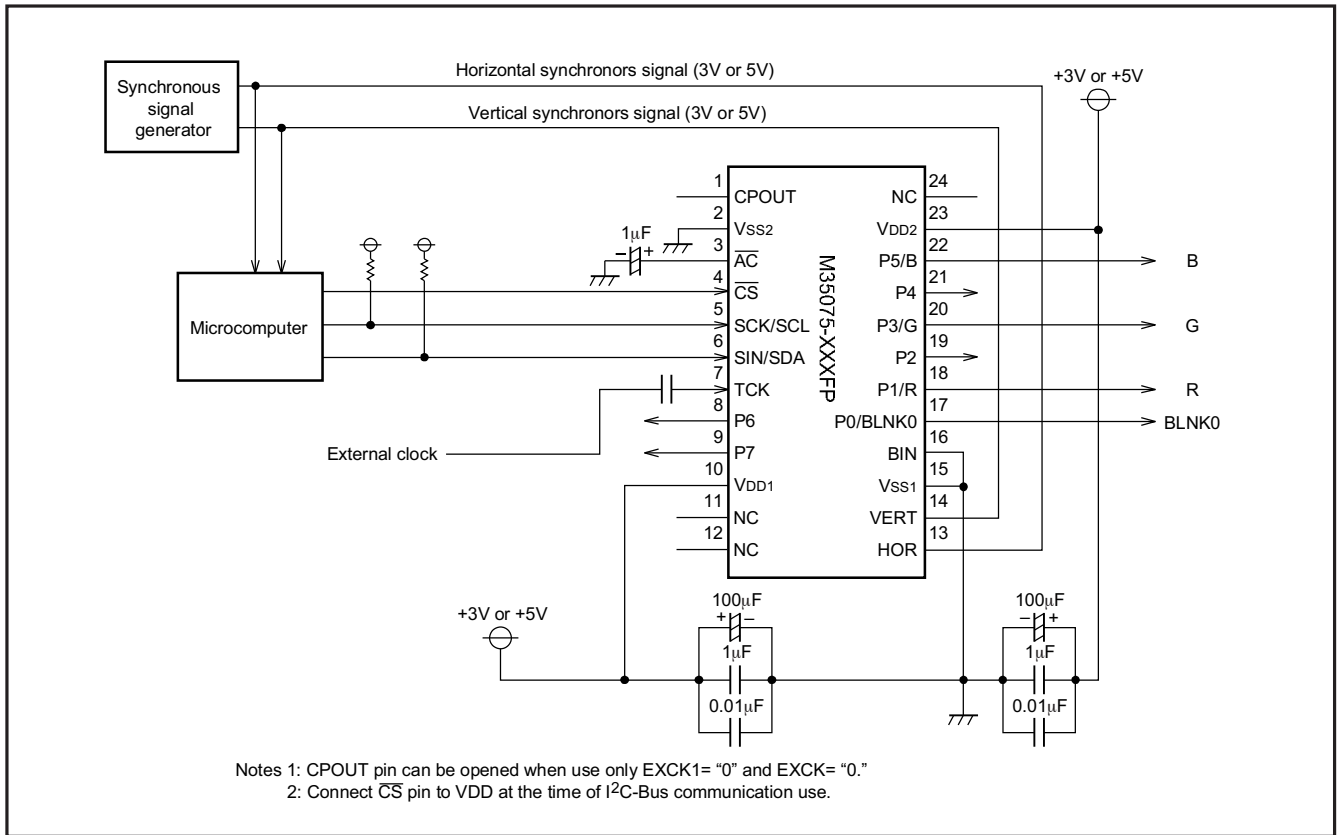 Synchronous
signal
generator
Horizontal synchronors signal (3V or 5V)
Vertical synchronors signal (3V or 5V)
+3V or +5V
Microcomputer
1μF
− +
External clock
M35075-XXXFP
1 CPOUT
2 VSS2
3 A̅C̅
4 C̅S̅
5 SCK/SCL
6 SIN/SDA
7 TCK
8 P6
9 P7
10 VDD1
11 NC
12 NC
24 NC
23 VDD2
22 P5/B
21 P4
20 P3/G
19 P2
18 P1/R
17 P0/BLNK0
16 BIN
15 VSS1
14 VERT
13 HOR
B
G
R
BLNK0
+3V or +5V
100μF
+ −
1μF
0.01μF
100μF
− +
1μF
0.01μF
Notes 1: CPOUT pin can be opened when use only EXCK1= “0” and EXCK= “0.”
2: Connect C̅S̅ pin to VDD at the time of I²C-Bus communication use.